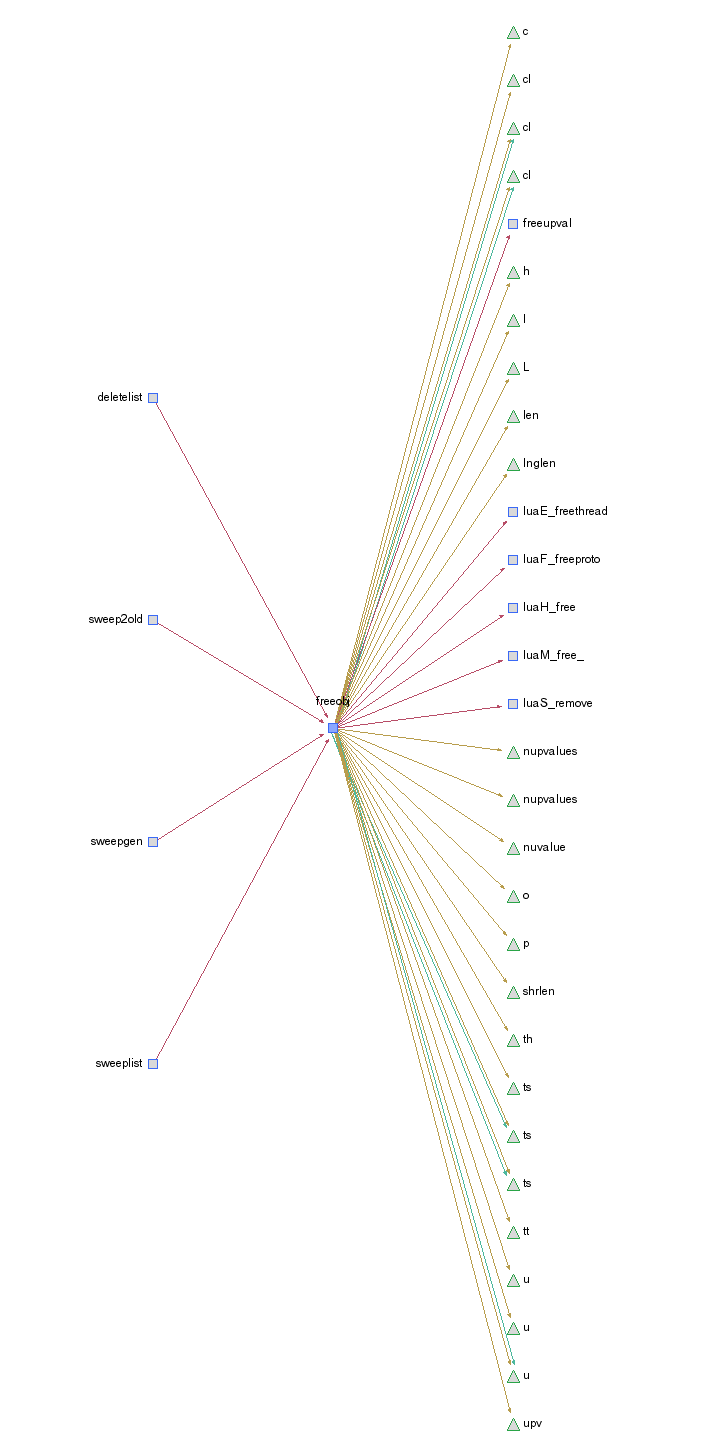 c
cl
cl
cl
freeupval
h
l
L
len
lnglen
luaE_freethread
luaF_freeproto
luaH_free
luaM_free_
luaS_remove
nupvalues
nupvalues
nuvalue
o
p
shrlen
th
ts
ts
ts
tt
u
u
u
upv
deletelist
sweep2old
freeobj
sweepgen
sweeplist